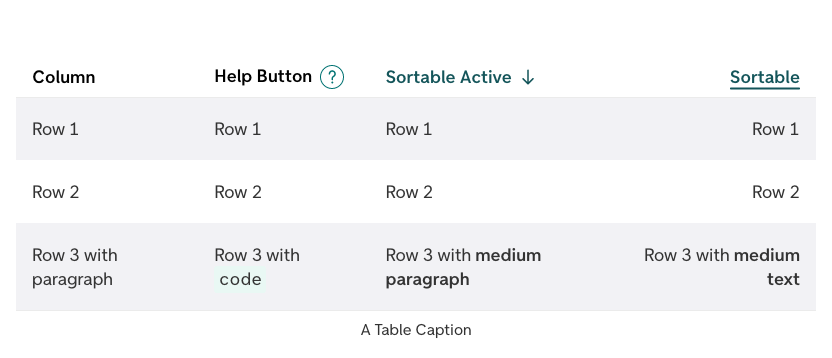 Column Help Button ? Sortable Active ↓ Sortable
Row 1 Row 1 Row 1 Row 1
Row 2 Row 2 Row 2 Row 2
Row 3 with Row 3 with Row 3 with medium Row 3 with medium
paragraph code paragraph text
A Table Caption